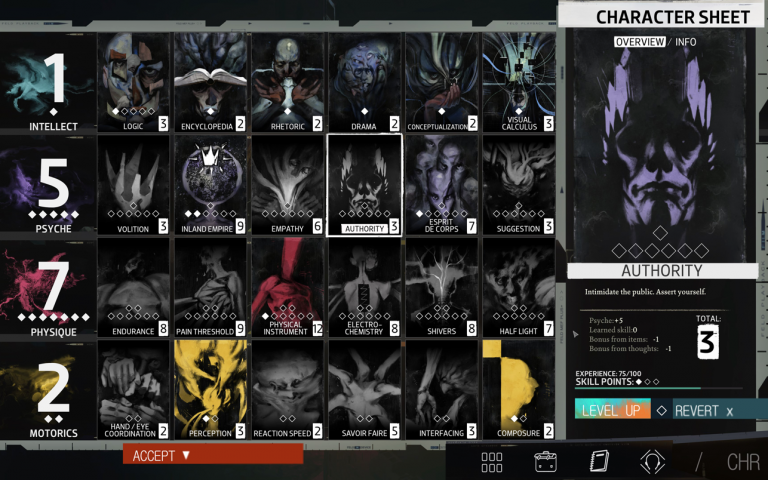 CHARACTER SHEET
OVERVIEW / INFO
1
INTELLECT
LOGIC 3
ENCYCLOPEDIA 2
RHETORIC 2
DRAMA 2
CONCEPTUALIZATION 2
VISUAL
CALCULUS 3
5
PSYCHE
VOLITION 3
INLAND EMPIRE 9
EMPATHY 6
AUTHORITY 3
ESPRIT
DE CORPS 7
SUGGESTION 3
7
PHYSIQUE
ENDURANCE 8
PAIN THRESHOLD 9
PHYSICAL
INSTRUMENT 12
ELECTRO-
CHEMISTRY 8
SHIVERS 8
HALF LIGHT 7
2
MOTORICS
HAND / EYE
COORDINATION 2
PERCEPTION 3
REACTION SPEED 2
SAVOIR FAIRE 5
INTERFACING 3
COMPOSURE 2
AUTHORITY
Intimidate the public. Assert yourself.
Psyche:+5
Learned skill:0
Bonus from items: -1
Bonus from thoughts: -1
TOTAL:
3
EXPERIENCE: 75/100
SKILL POINTS:
LEVEL UP
REVERT x
ACCEPT ▼
/ CHR